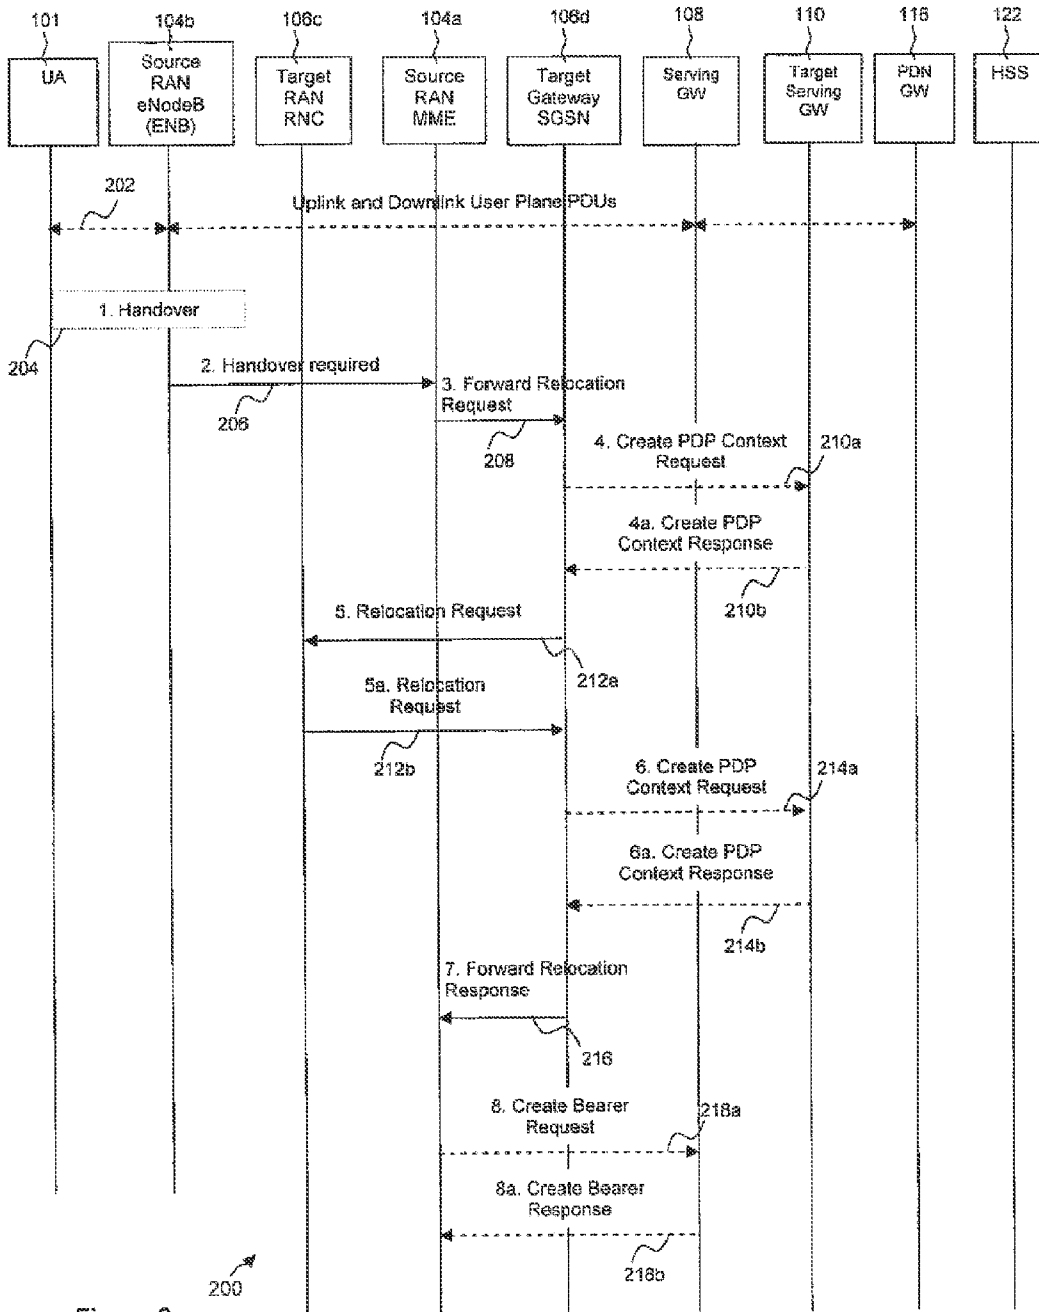 101
104b
106c
104a
106d
108
110
116
122
UA
Source
RAN
eNodeB
(ENB)
Target
RAN
RNC
Source
RAN
MME
Target
Gateway
SGSN
Serving
GW
Target
Serving
GW
PDN
GW
HSS
202
Uplink and Downlink User Plane PDUs
1. Handover
204
2. Handover required
206
3. Forward Relocation
Request
208
4. Create PDP Context
Request
210a
4a. Create PDP
Context Response
210b
5. Relocation Request
212a
5a. Relocation
Request
212b
6. Create PDP
Context Request
214a
6a. Create PDP
Context Response
214b
7. Forward Relocation
Response
216
8. Create Bearer
Request
218a
8a. Create Bearer
Response
218b
200